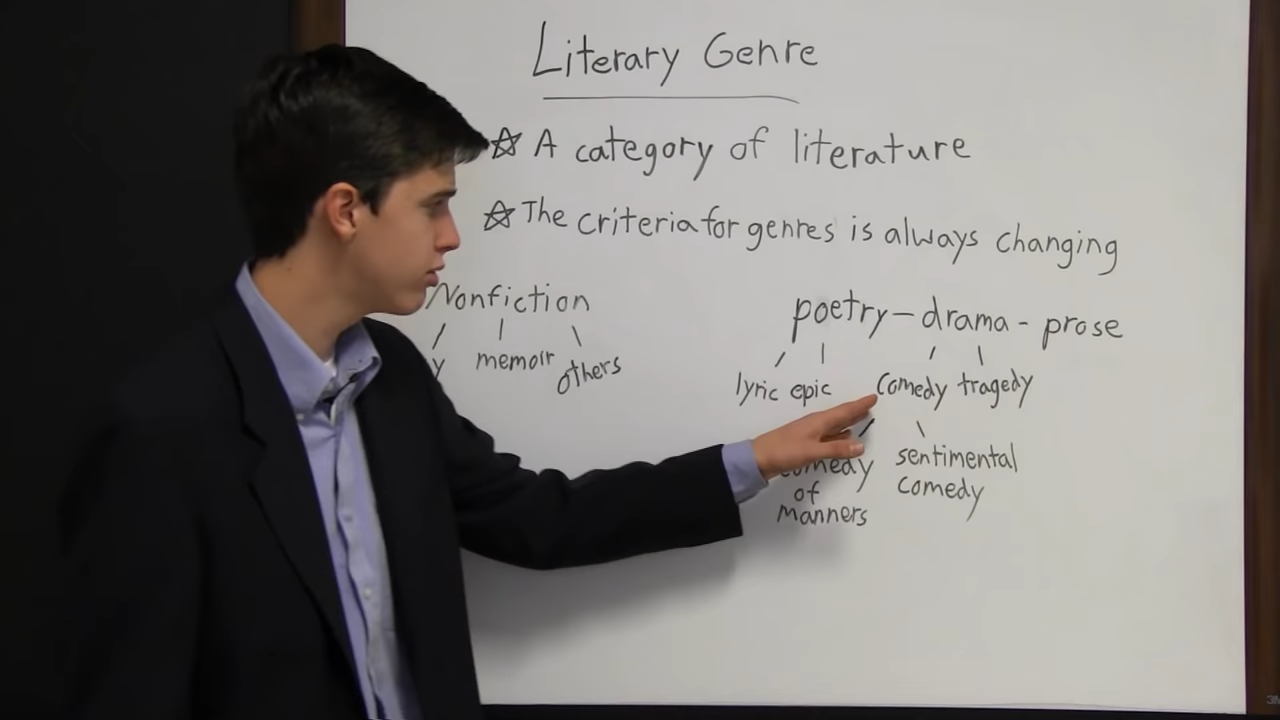 Literary Genre
☆ A category of literature
☆ The criteria for genres is always changing
Nonfiction
memoir
others
poetry – drama - prose
lyric epic comedy tragedy
comedy of manners
sentimental comedy